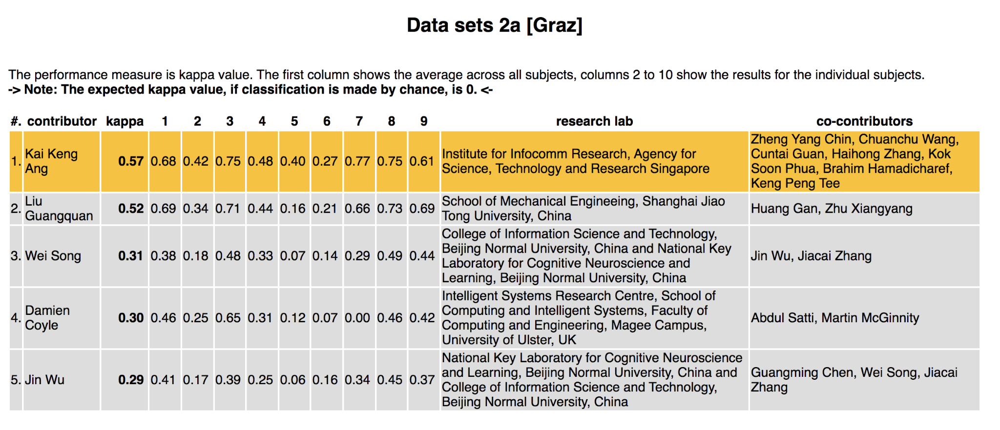 Data sets 2a [Graz]
The performance measure is kappa value. The first column shows the average across all subjects, columns 2 to 10 show the results for the individual subjects.
-> Note: The expected kappa value, if classification is made by chance, is 0. <-
#. contributor kappa 1 2 3 4 5 6 7 8 9 research lab co-contributors
1. Kai Keng Ang 0.57 0.68 0.42 0.75 0.48 0.40 0.27 0.77 0.75 0.61 Institute for Infocomm Research, Agency for Science, Technology and Research Singapore Zheng Yang Chin, Chuanchu Wang, Cuntai Guan, Haihong Zhang, Kok Soon Phua, Brahim Hamadicharef, Keng Peng Tee
2. Liu Guangquan 0.52 0.69 0.34 0.71 0.44 0.16 0.21 0.66 0.73 0.69 School of Mechanical Engineeing, Shanghai Jiao Tong University, China Huang Gan, Zhu Xiangyang
3. Wei Song 0.31 0.38 0.18 0.48 0.33 0.07 0.14 0.29 0.49 0.44 College of Information Science and Technology, Beijing Normal University, China and National Key Laboratory for Cognitive Neuroscience and Learning, Beijing Normal University, China Jin Wu, Jiacai Zhang
4. Damien Coyle 0.30 0.46 0.25 0.65 0.31 0.12 0.07 0.00 0.46 0.42 Intelligent Systems Research Centre, School of Computing and Intelligent Systems, Faculty of Computing and Engineering, Magee Campus, University of Ulster, UK Abdul Satti, Martin McGinnity
5. Jin Wu 0.29 0.41 0.17 0.39 0.25 0.06 0.16 0.34 0.45 0.37 National Key Laboratory for Cognitive Neuroscience and Learning, Beijing Normal University, China and College of Information Science and Technology, Beijing Normal University, China Guangming Chen, Wei Song, Jiacai Zhang